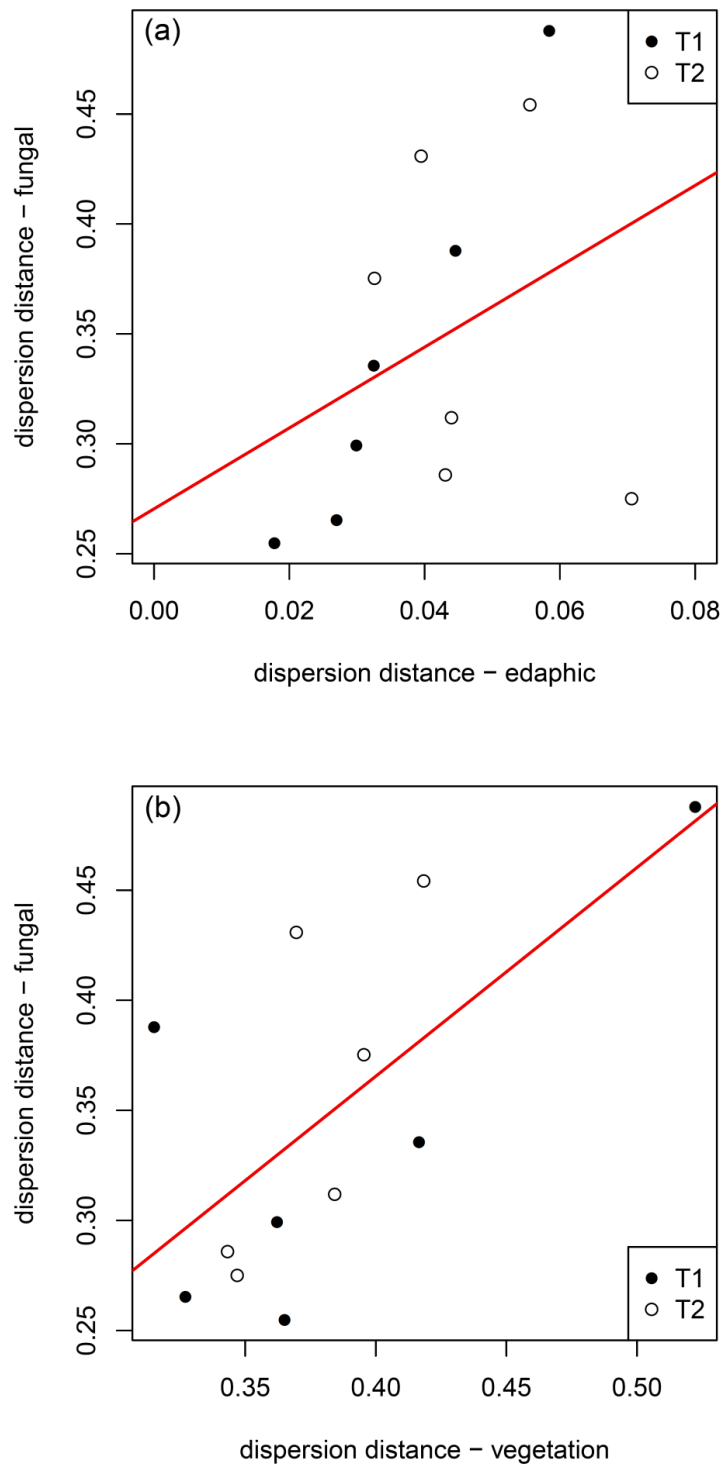 (a)
T1
T2
0.45
0.40
0.35
0.30
0.25
dispersion distance − fungal
0.00 0.02 0.04 0.06 0.08
dispersion distance − edaphic
(b)
0.45
0.40
0.35
0.30
0.25
dispersion distance − fungal
T1
T2
0.35 0.40 0.45 0.50
dispersion distance − vegetation